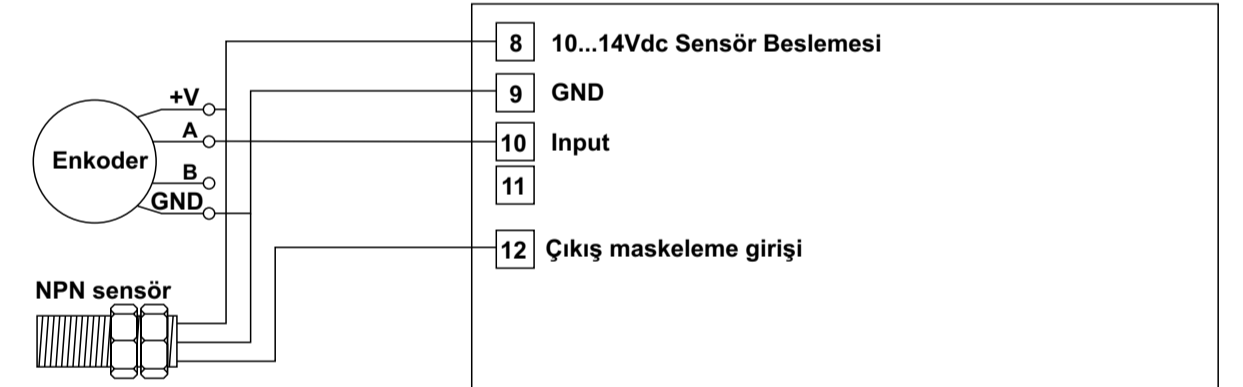 8 10...14Vdc Sensör Beslemesi
9 GND
+V
A
10 Input
Enkoder
B
11
GND
12 Çıkış maskeleme girişi
NPN sensör